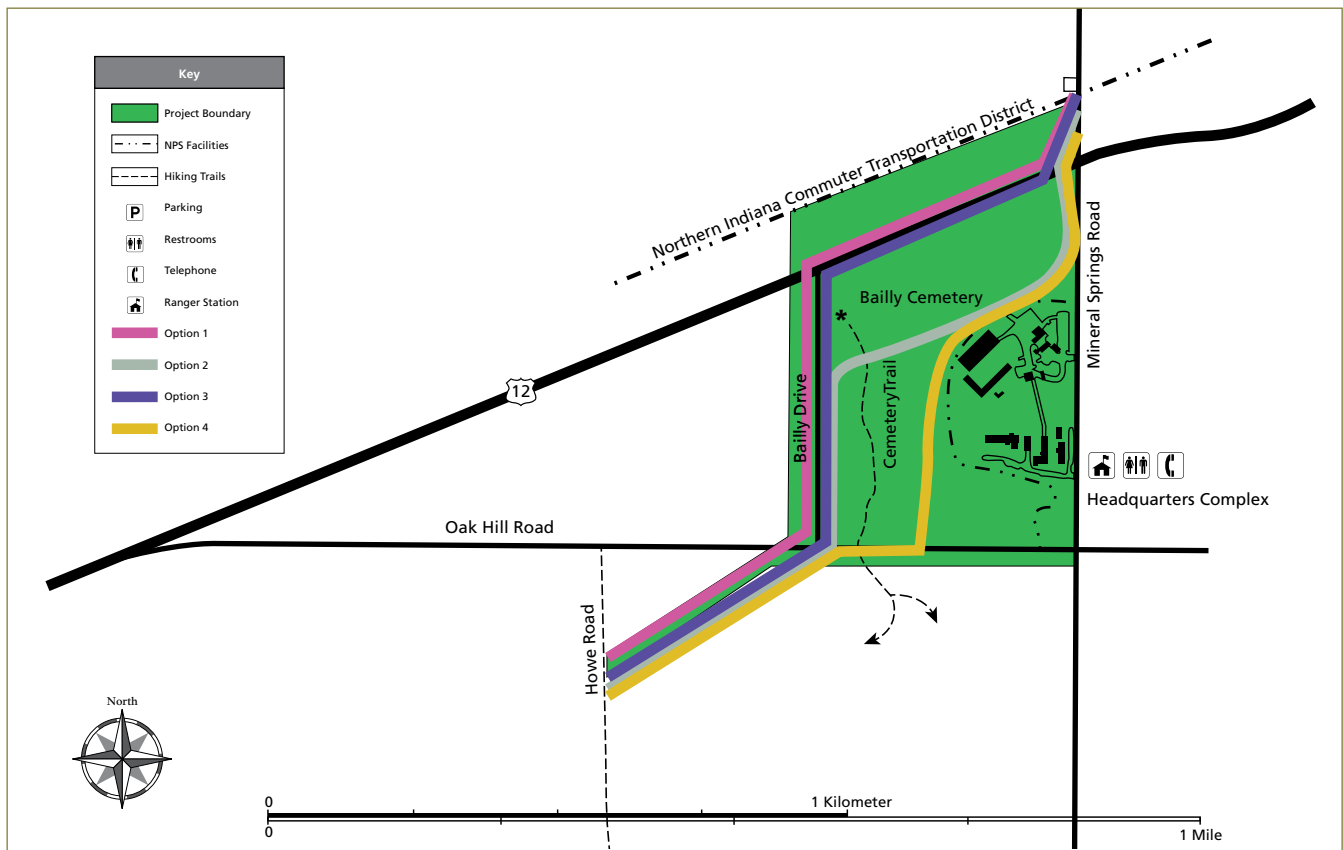 Key
Project Boundary
NPS Facilities
Hiking Trails
P Parking
Restrooms
Telephone
Ranger Station
Option 1
Option 2
Option 3
Option 4
Northern Indiana Commuter Transportation District
Mineral Springs Road
Bailly Cemetery
*
CemeteryTrail
Bailly Drive
12
Headquarters Complex
Oak Hill Road
Howe Road
North
0
1 Kilometer
0
1 Mile